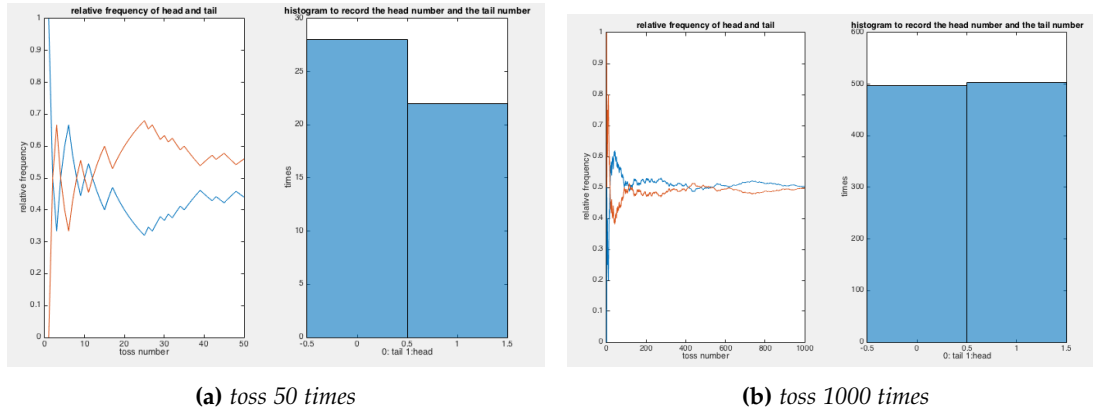 relative frequency of head and tail
1
0.9
0.8
0.7
0.6
0.5
0.4
0.3
0.2
0.1
0
relative frequency
0 10 20 30 40 50
toss number
histogram to record the head number and the tail number
30
25
20
15
10
5
0
times
-0.5 0 0.5 1 1.5
0: tail 1:head
(a) toss 50 times
relative frequency of head and tail
1
0.9
0.8
0.7
0.6
0.5
0.4
0.3
0.2
0.1
0
relative frequency
0 200 400 600 800 1000
toss number
histogram to record the head number and the tail number
600
500
400
300
200
100
0
times
-0.5 0 0.5 1 1.5
0: tail 1:head
(b) toss 1000 times